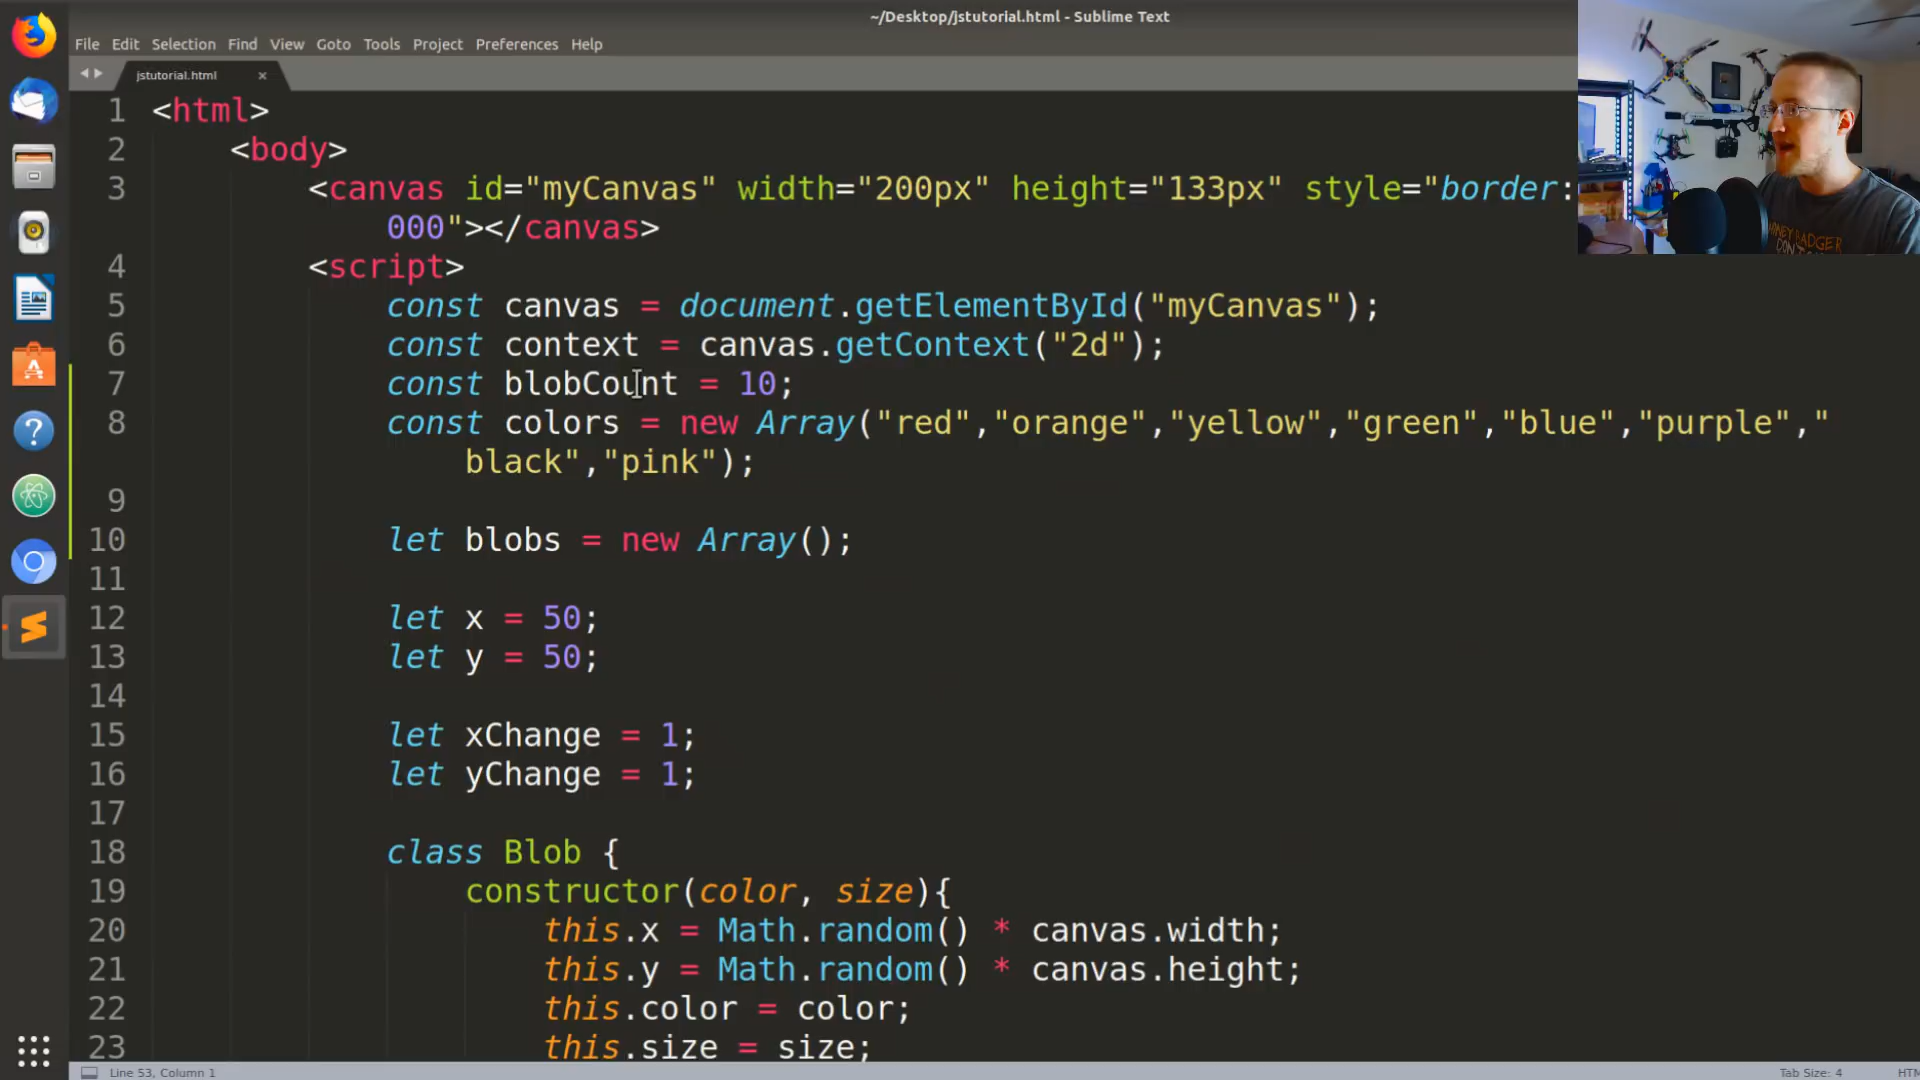 ~/Desktop/jstutorial.html - Sublime Text
File Edit Selection Find View Goto Tools Project Preferences Help
jstutorial.html ×
1 <html>
2 <body>
3 <canvas id="myCanvas" width="200px" height="133px" style="border:
000"></canvas>
4 <script>
5 const canvas = document.getElementById("myCanvas");
6 const context = canvas.getContext("2d");
7 const blobCount = 10;
8 const colors = new Array("red","orange","yellow","green","blue","purple","
black","pink");
9
10 let blobs = new Array();
11
12 let x = 50;
13 let y = 50;
14
15 let xChange = 1;
16 let yChange = 1;
17
18 class Blob {
19 constructor(color, size){
20 this.x = Math.random() * canvas.width;
21 this.y = Math.random() * canvas.height;
22 this.color = color;
23 this.size = size;
Line 53, Column 1
Tab Size: 4
HTM
BADGER